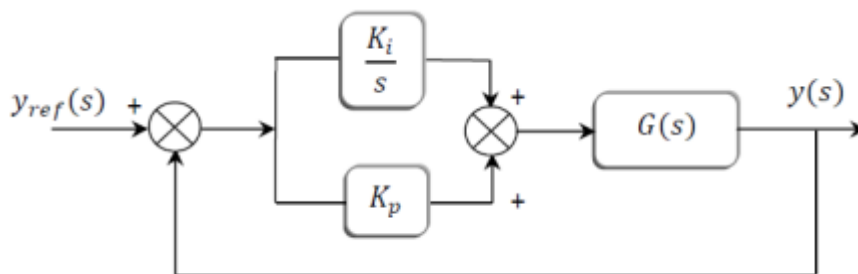 y_ref(s)
+
K_i
s
+
K_p
+
G(s)
y(s)